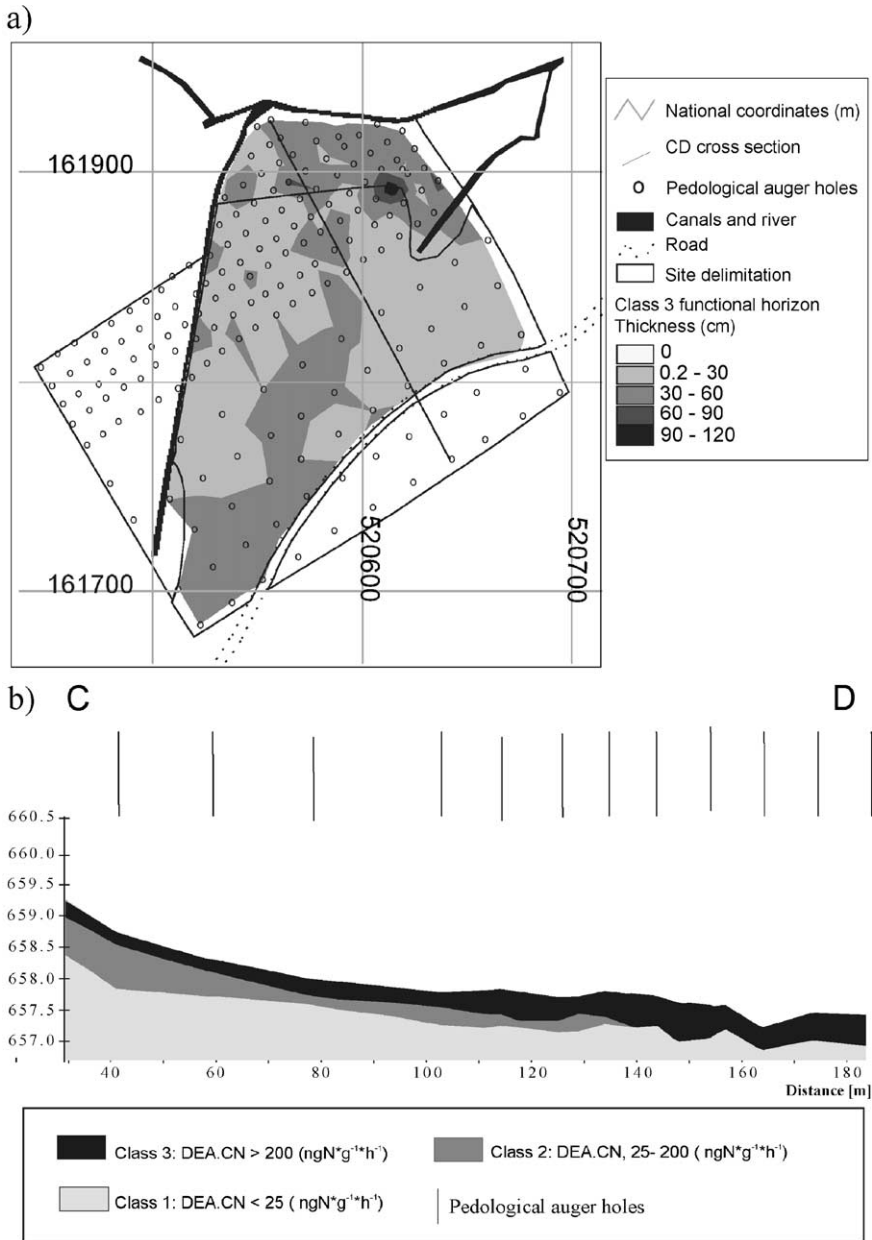 a)
161900
161700
520600
520700
National coordinates (m)
CD cross section
Pedological auger holes
Canals and river
Road
Site delimitation
Class 3 functional horizon
Thickness (cm)
0
0.2 - 30
30 - 60
60 - 90
90 - 120
b) C D
660.5
660.0
659.5
659.0
658.5
658.0
657.5
657.0
40 60 80 100 120 140 160 180
Distance [m]
Class 3: DEA.CN > 200 (ngN*g⁻¹*h⁻¹)
Class 2: DEA.CN, 25- 200 ( ngN*g⁻¹*h⁻¹)
Class 1: DEA.CN < 25 ( ngN*g⁻¹*h⁻¹)
Pedological auger holes